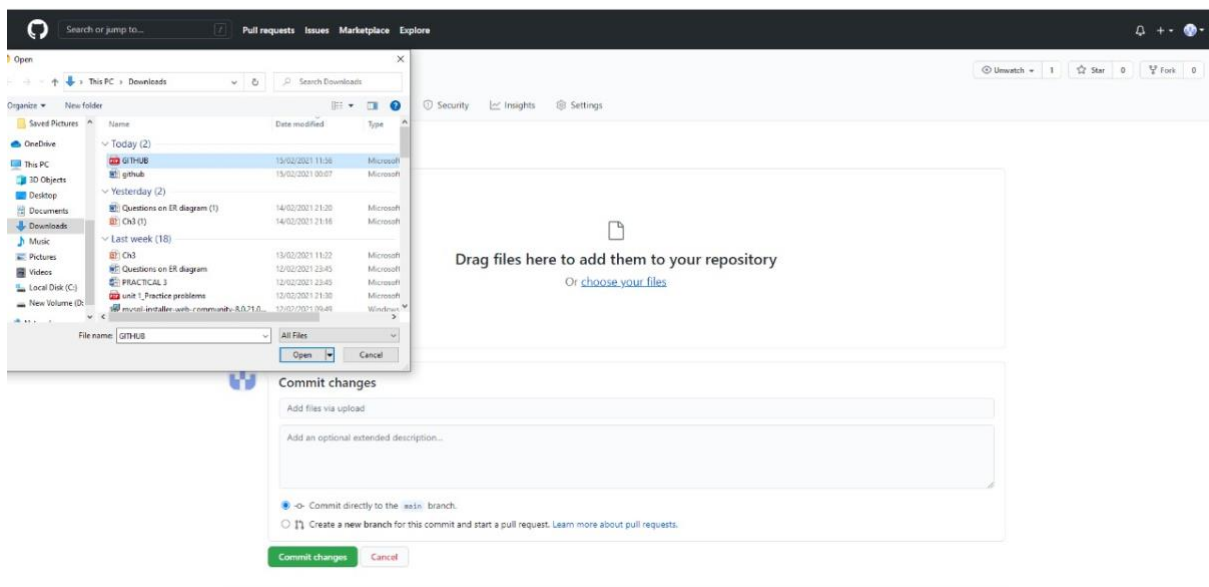 Search or jump to... /
Pull requests Issues Marketplace Explore
Open
This PC > Downloads
Search Downloads
Organize New folder
Saved Pictures
OneDrive
This PC
3D Objects
Desktop
Documents
Downloads
Music
Pictures
Videos
Local Disk (C:)
New Volume (D:
Name Date modified Type
Today (2)
GITHUB 15/02/2021 11:36 Microsoft
github 15/02/2021 00:07 Microsoft
Yesterday (2)
Questions on ER diagram (1) 14/02/2021 21:20 Microsoft
Ch3 (1) 14/02/2021 21:16 Microsoft
Last week (18)
Ch3 13/02/2021 11:22 Microsoft
Questions on ER diagram 12/02/2021 23:45 Microsoft
PRACTICAL 3 12/02/2021 23:45 Microsoft
unit 1_Practice problems 12/02/2021 21:30 Microsoft
mysql-installer-web-community-8.0.21.0... 12/02/2021 09:49 Windows
File name: GITHUB All Files
Open Cancel
Unwatch 1 Star 0 Fork 0
Security Insights Settings
Drag files here to add them to your repository
Or choose your files
Commit changes
Add files via upload
Add an optional extended description...
Commit directly to the main branch.
Create a new branch for this commit and start a pull request. Learn more about pull requests.
Commit changes Cancel